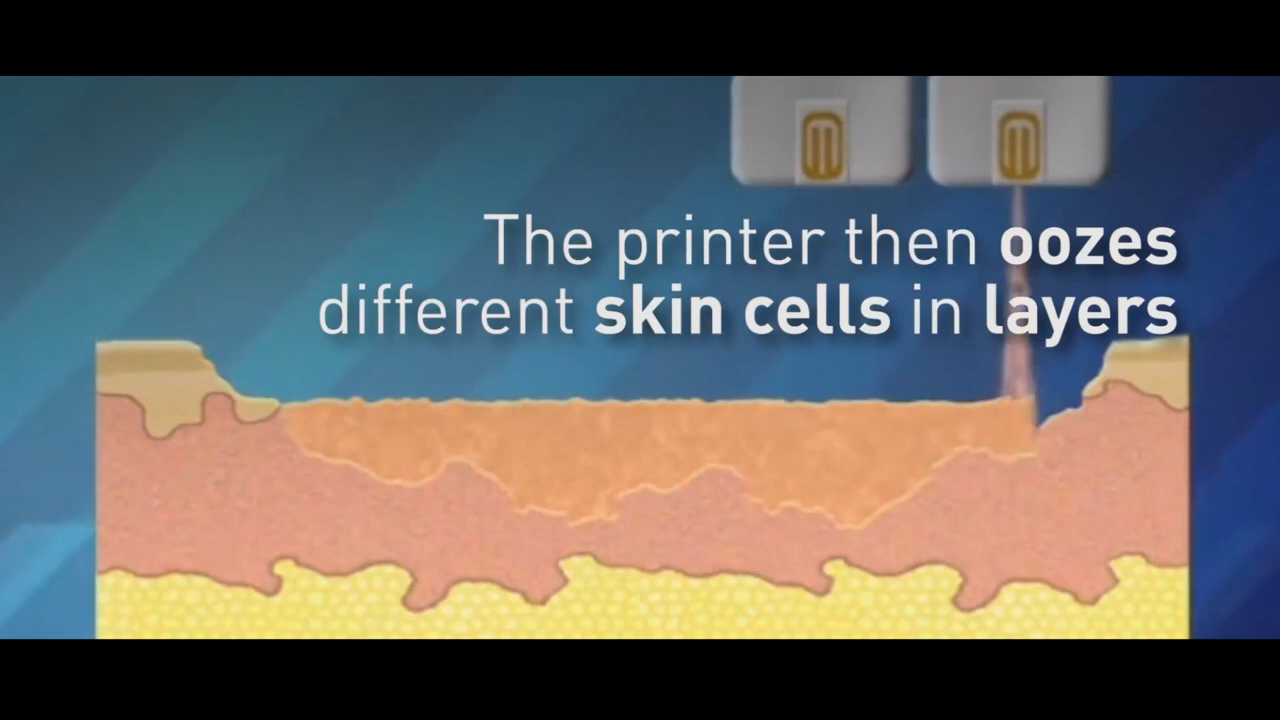 The printer then oozes
different skin cells in layers